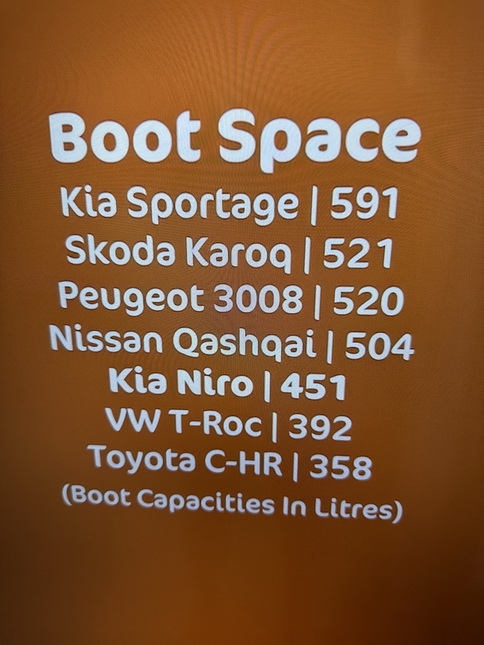 Boot Space
Kia Sportage | 591
Skoda Karoq | 521
Peugeot 3008 | 520
Nissan Qashqai | 504
Kia Niro | 451
VW T-Roc | 392
Toyota C-HR | 358
(Boot Capacities In Litres)